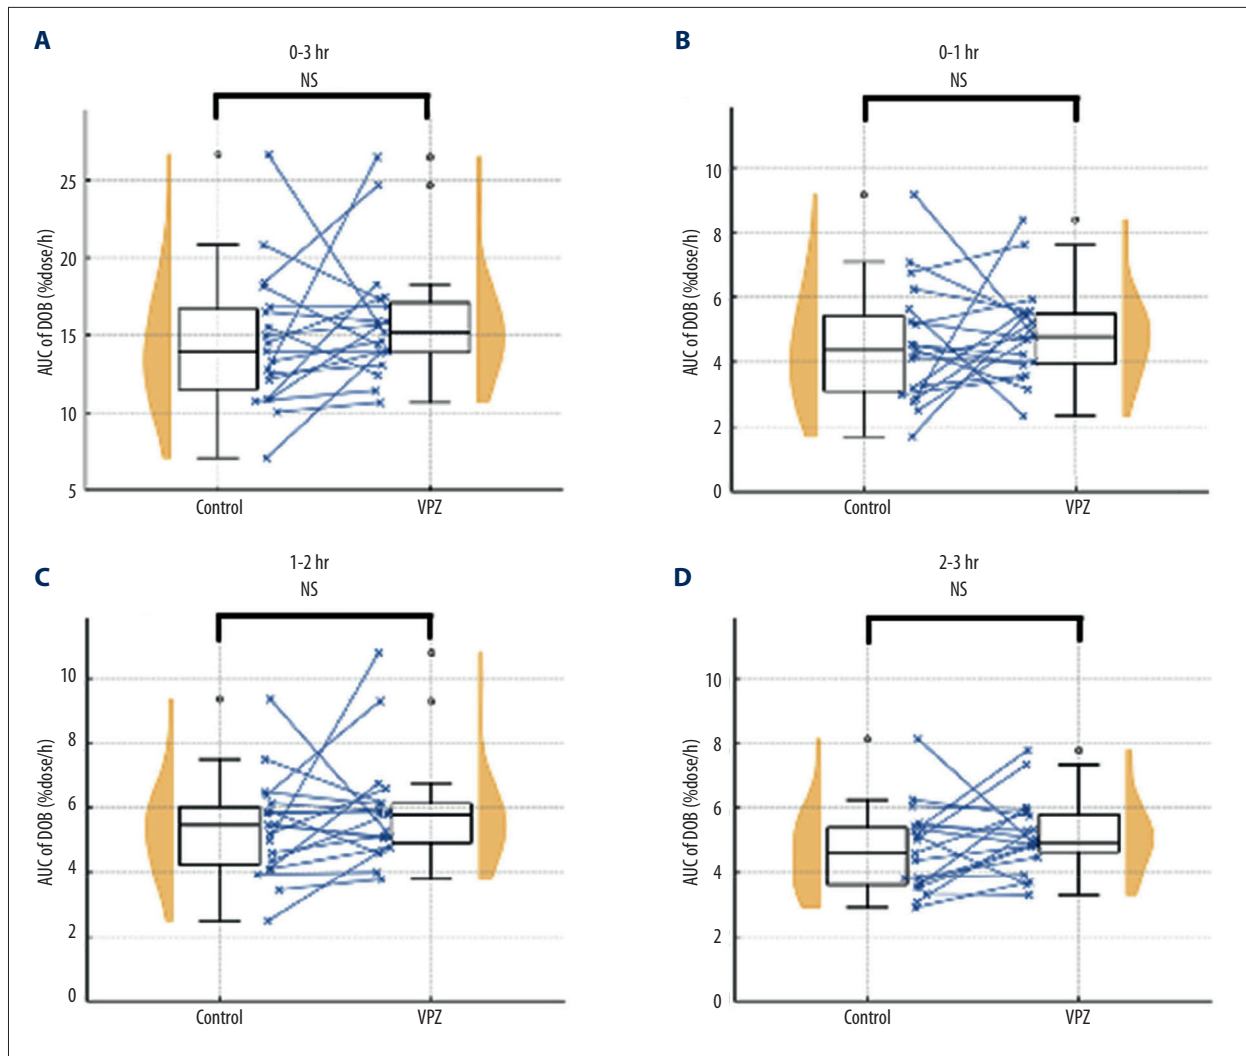 A
0-3 hr
NS
AUC of DOB (%dose/h)
25
20
15
10
5
Control
VPZ
B
0-1 hr
NS
AUC of DOB (%dose/h)
10
8
6
4
2
0
Control
VPZ
C
1-2 hr
NS
AUC of DOB (%dose/h)
10
8
6
4
2
0
Control
VPZ
D
2-3 hr
NS
AUC of DOB (%dose/h)
10
8
6
4
2
0
Control
VPZ